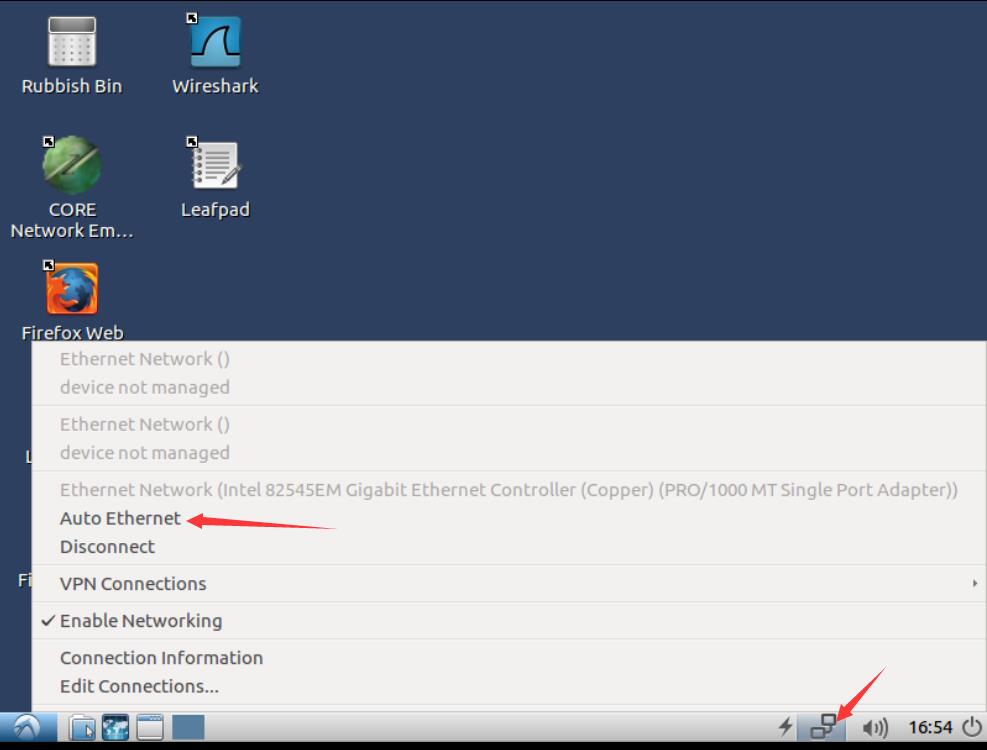 Rubbish Bin
Wireshark
CORE
Network Em...
Leafpad
Firefox Web
Ethernet Network ()
device not managed
Ethernet Network ()
device not managed
Ethernet Network (Intel 82545EM Gigabit Ethernet Controller (Copper) (PRO/1000 MT Single Port Adapter))
Auto Ethernet
Disconnect
VPN Connections
Enable Networking
Connection Information
Edit Connections...
16:54